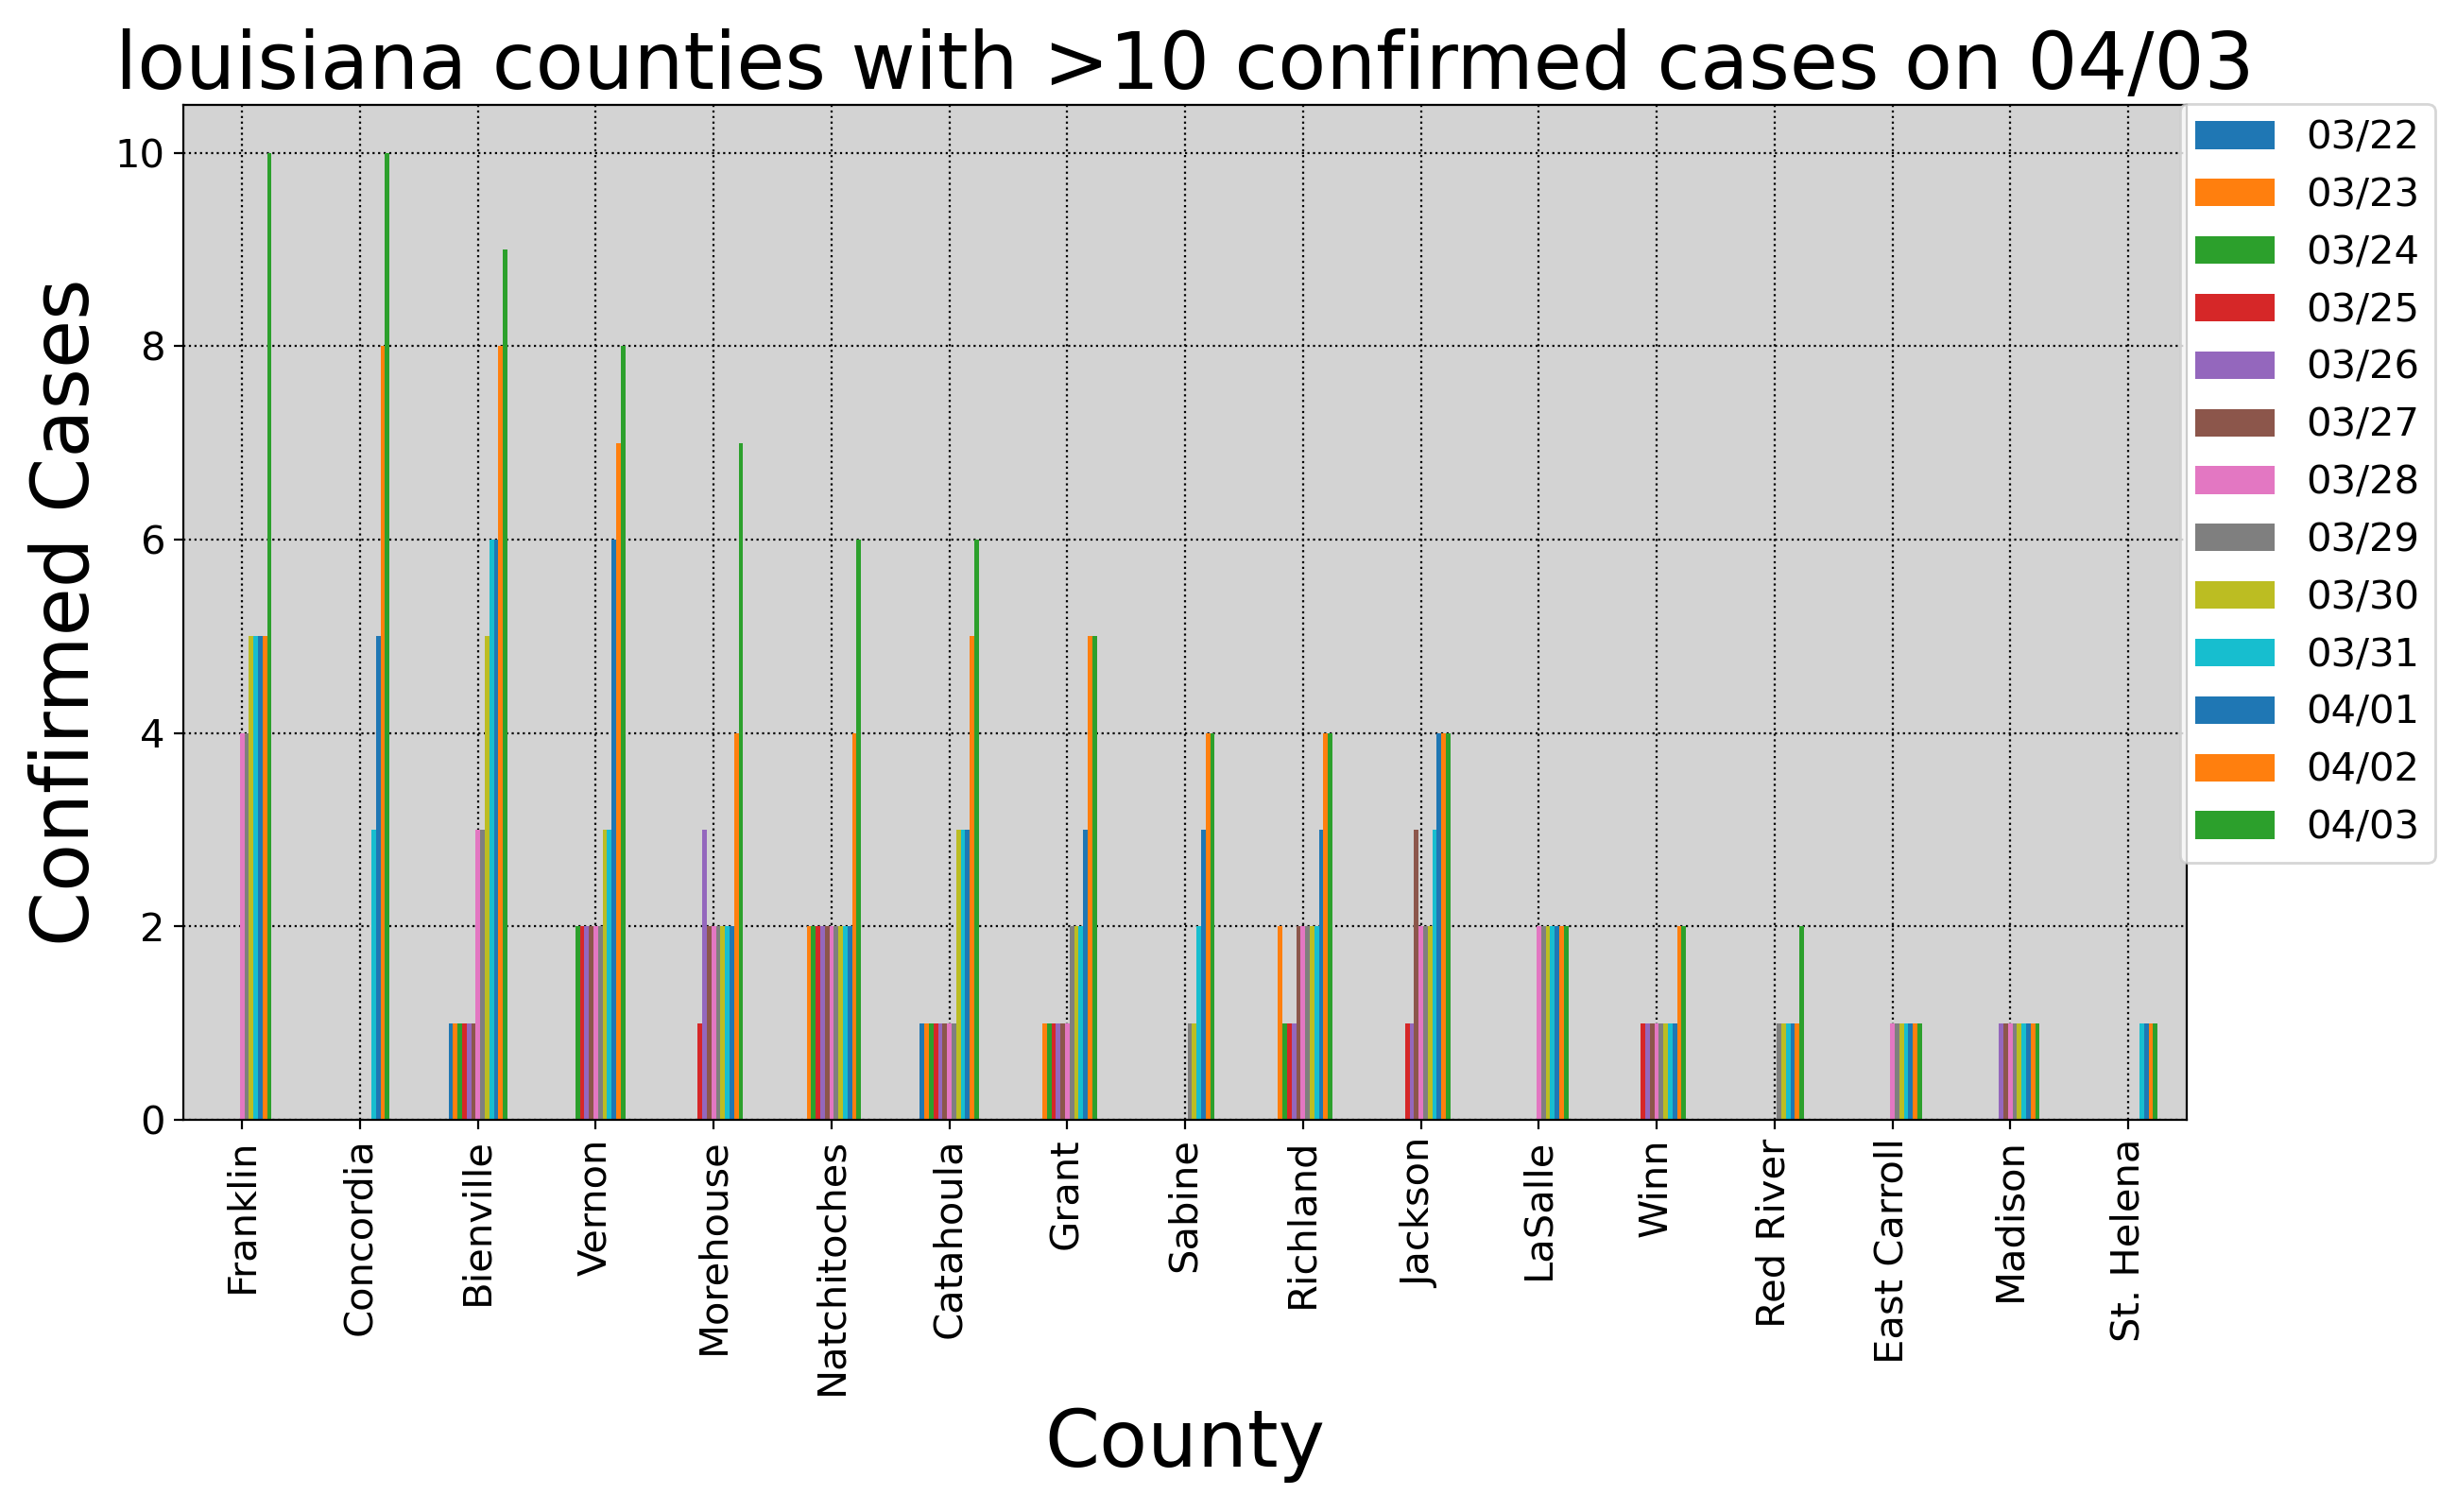 louisiana counties with >10 confirmed cases on 04/03
Confirmed Cases
10
8
6
4
2
0
03/22
03/23
03/24
03/25
03/26
03/27
03/28
03/29
03/30
03/31
04/01
04/02
04/03
Franklin
Concordia
Bienville
Vernon
Morehouse
Natchitoches
Catahoula
Grant
Sabine
Richland
Jackson
LaSalle
Winn
Red River
East Carroll
Madison
St. Helena
County